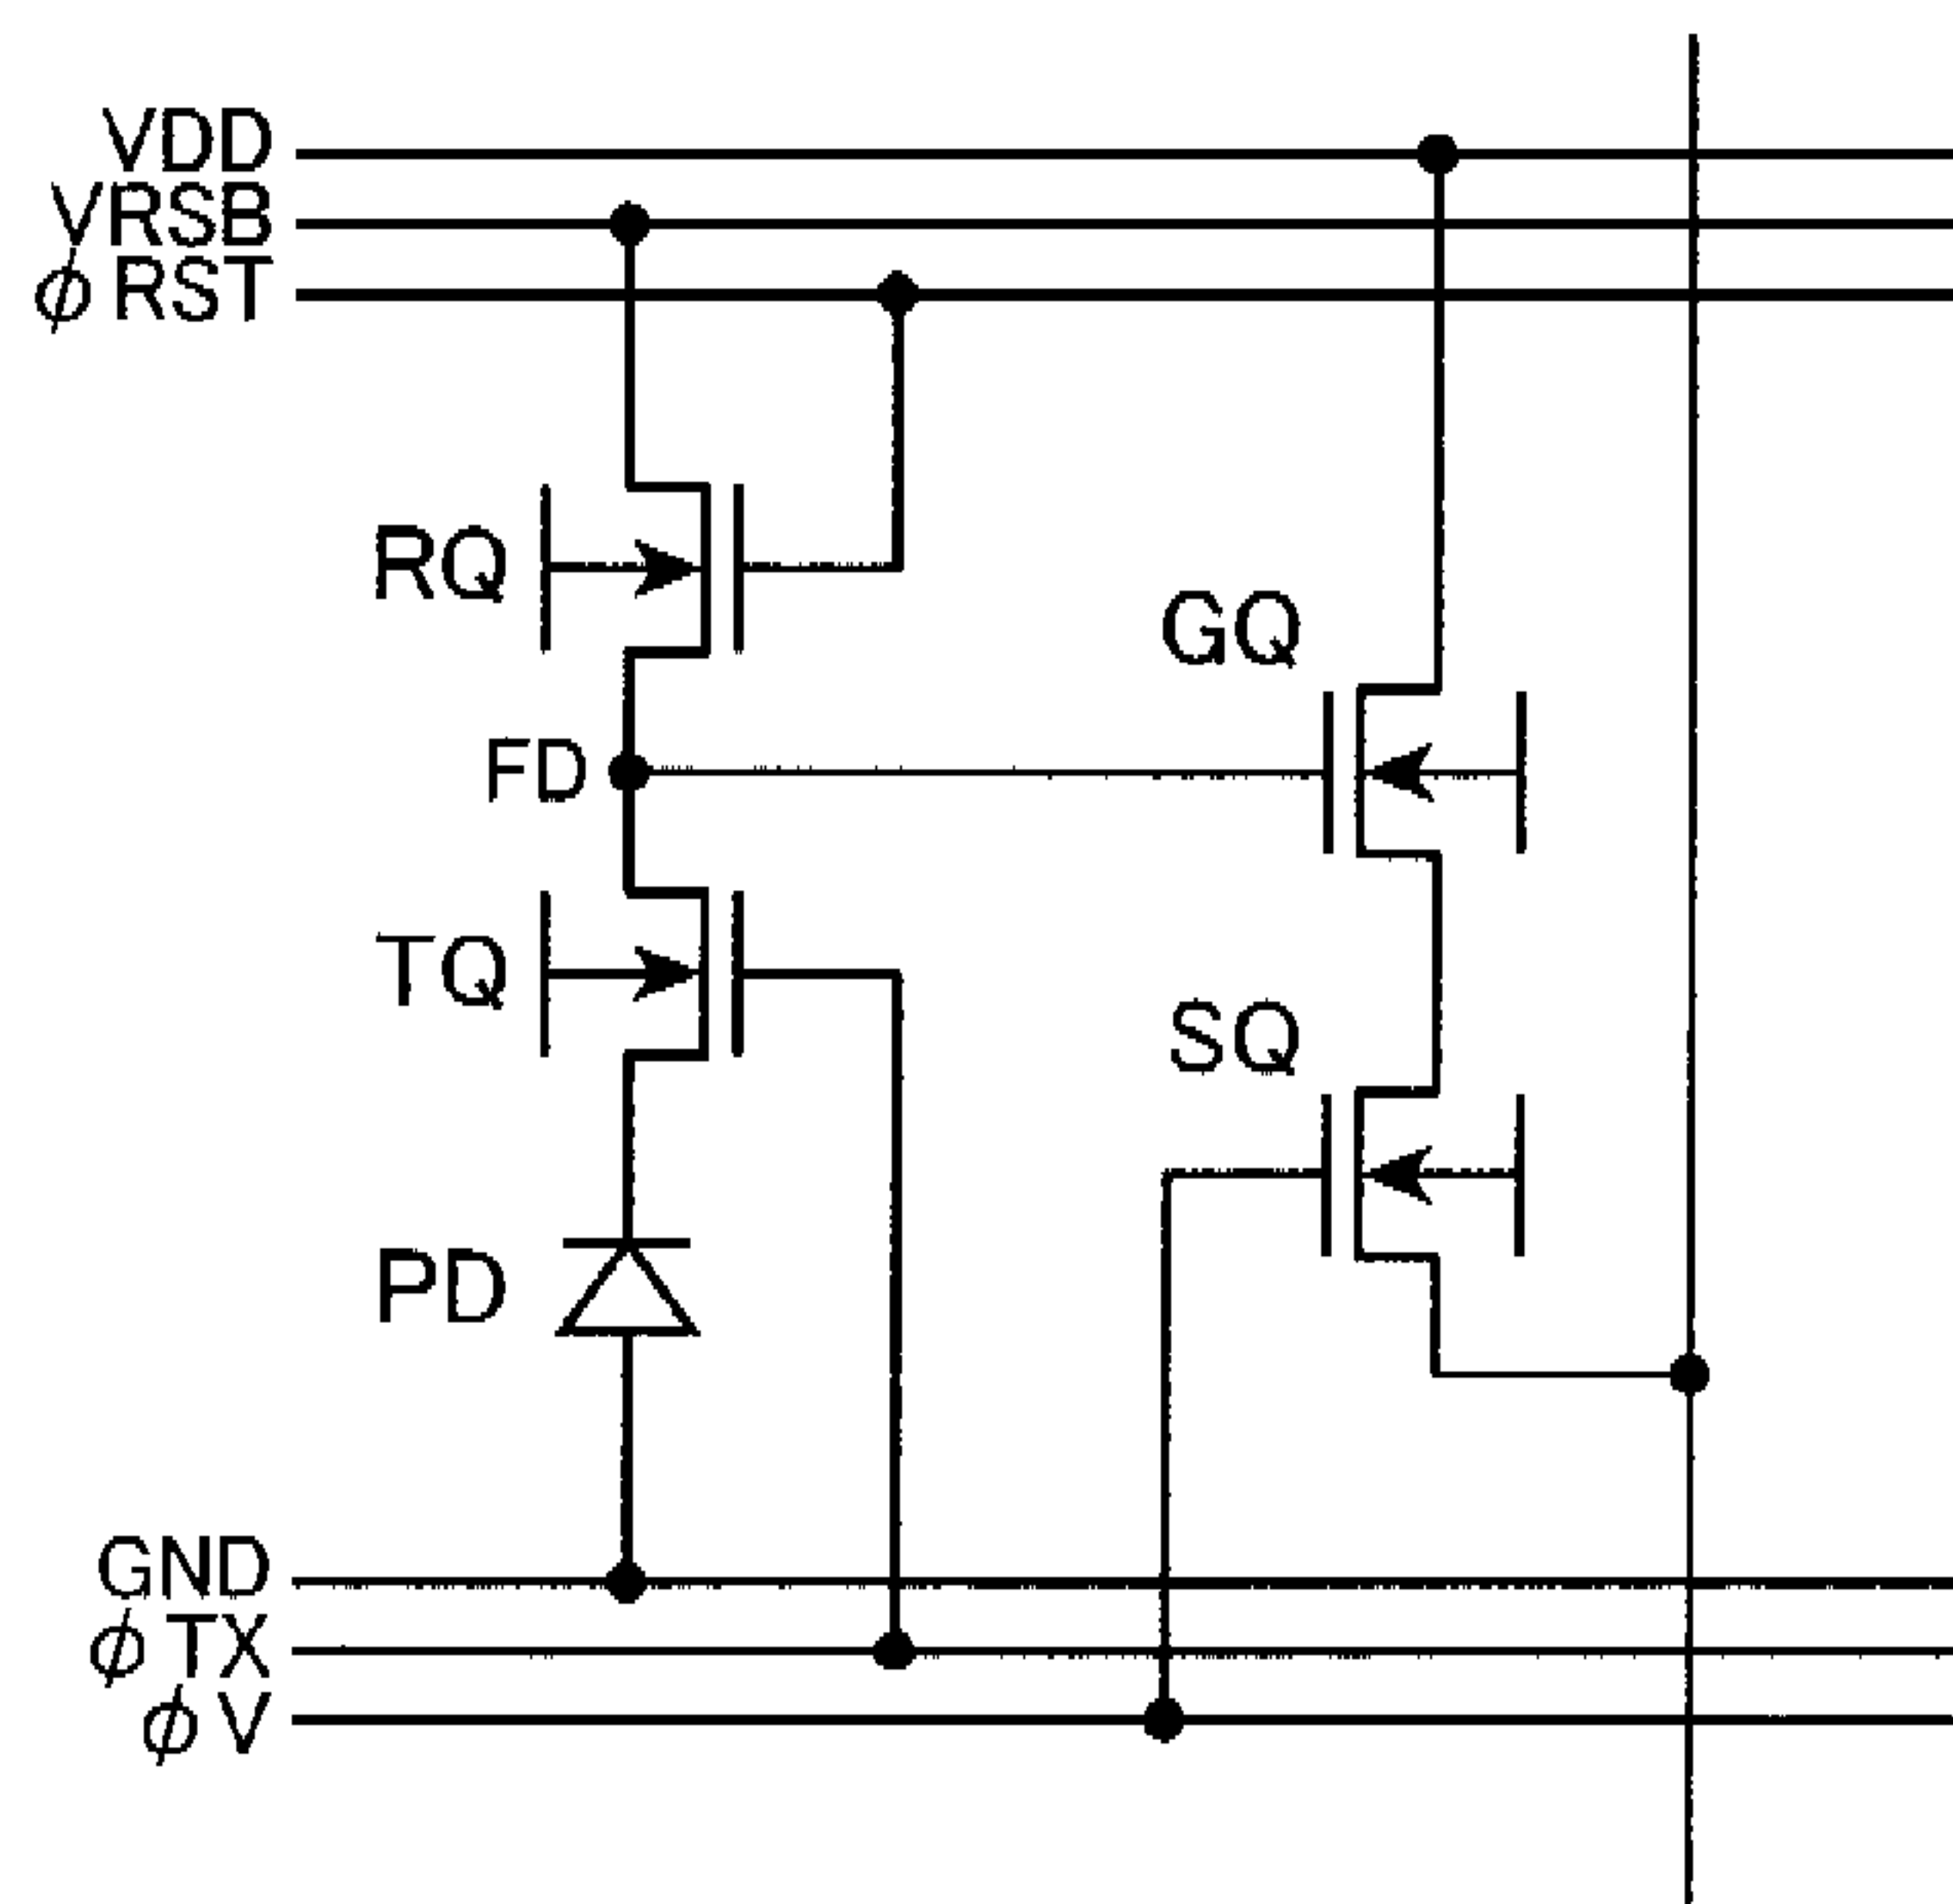 VDD
VRSB
φRST
RQ
GQ
FD
TQ
SQ
PD
GND
φTX
φV